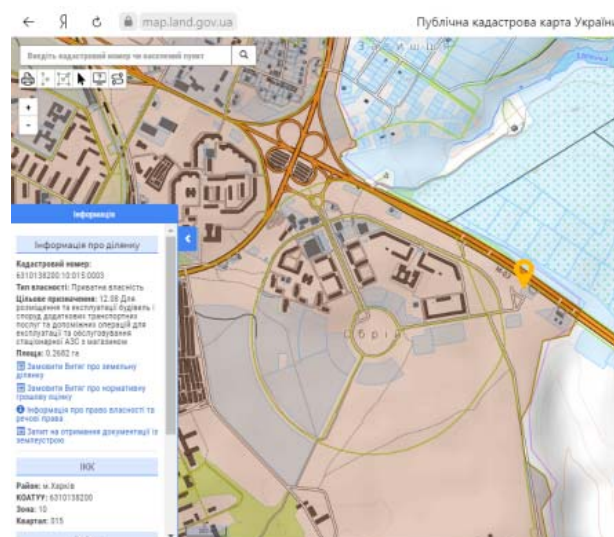 map.land.gov.ua
Публічна кадастрова карта України
Введіть кадастровий номер чи населений пункт
Інформація
Інформація про ділянку
Кадастровий номер:
6310138200:10:015:0003
Тип власності: Приватна власність
Цільове призначення: 12.08 Для
розміщення та експлуатації будівель і
споруд додаткових транспортних
послуг та допоміжних операцій для
експлуатації та обслуговування
стаціонарної АЗС з магазином
Площа: 0.2682 га
Замовити Витяг про земельну
ділянку
Замовити Витяг про нормативну
грошову оцінку
Інформація про право власності та
речові права
Запит на отримання документації із
землеустрою
ІКК
Район: м.Харків
КОАТУУ: 6310138200
Зона: 10
Квартал: 015
М-03
Обрій